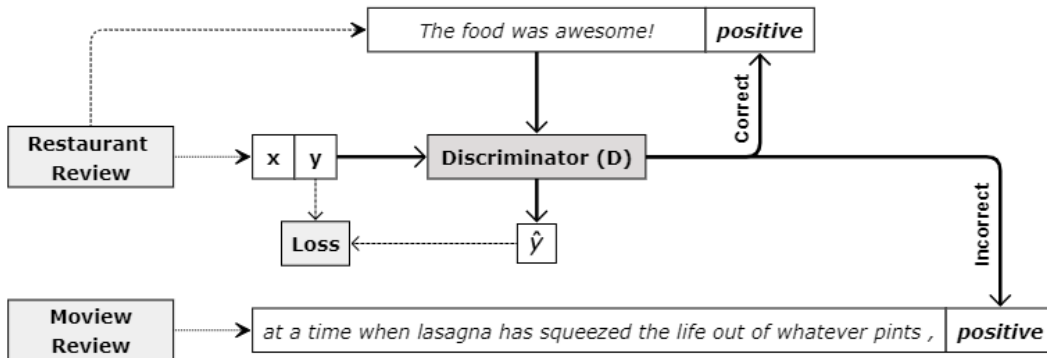 The food was awesome! positive
Correct
Restaurant
Review
x y
Discriminator (D)
Loss
ŷ
Incorrect
Moview
Review
at a time when lasagna has squeezed the life out of whatever pints , positive